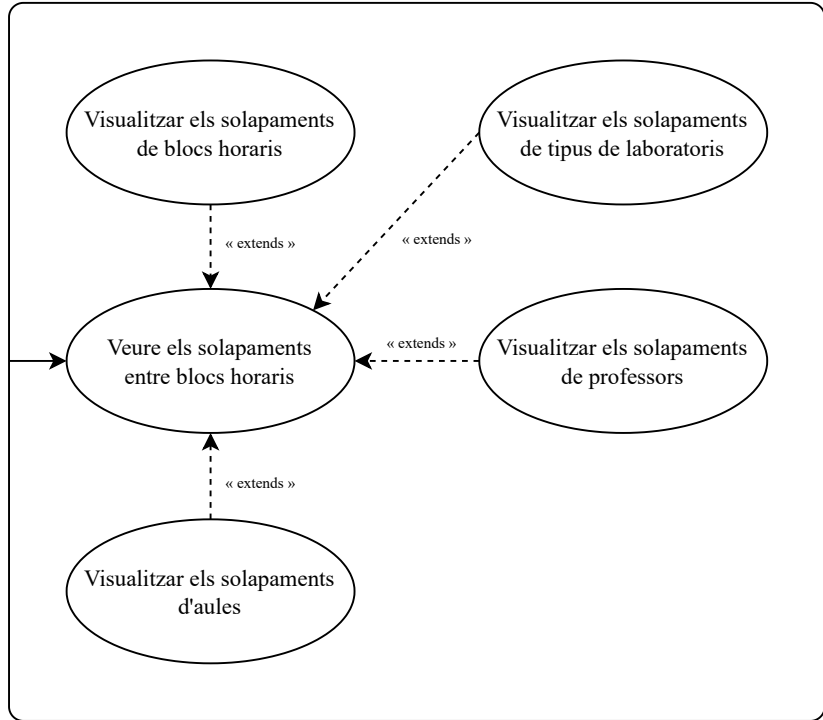 Visualitzar els solapaments
de blocs horaris
Visualitzar els solapaments
de tipus de laboratoris
« extends »
« extends »
Veure els solapaments
entre blocs horaris
« extends »
Visualitzar els solapaments
de professors
« extends »
Visualitzar els solapaments
d'aules